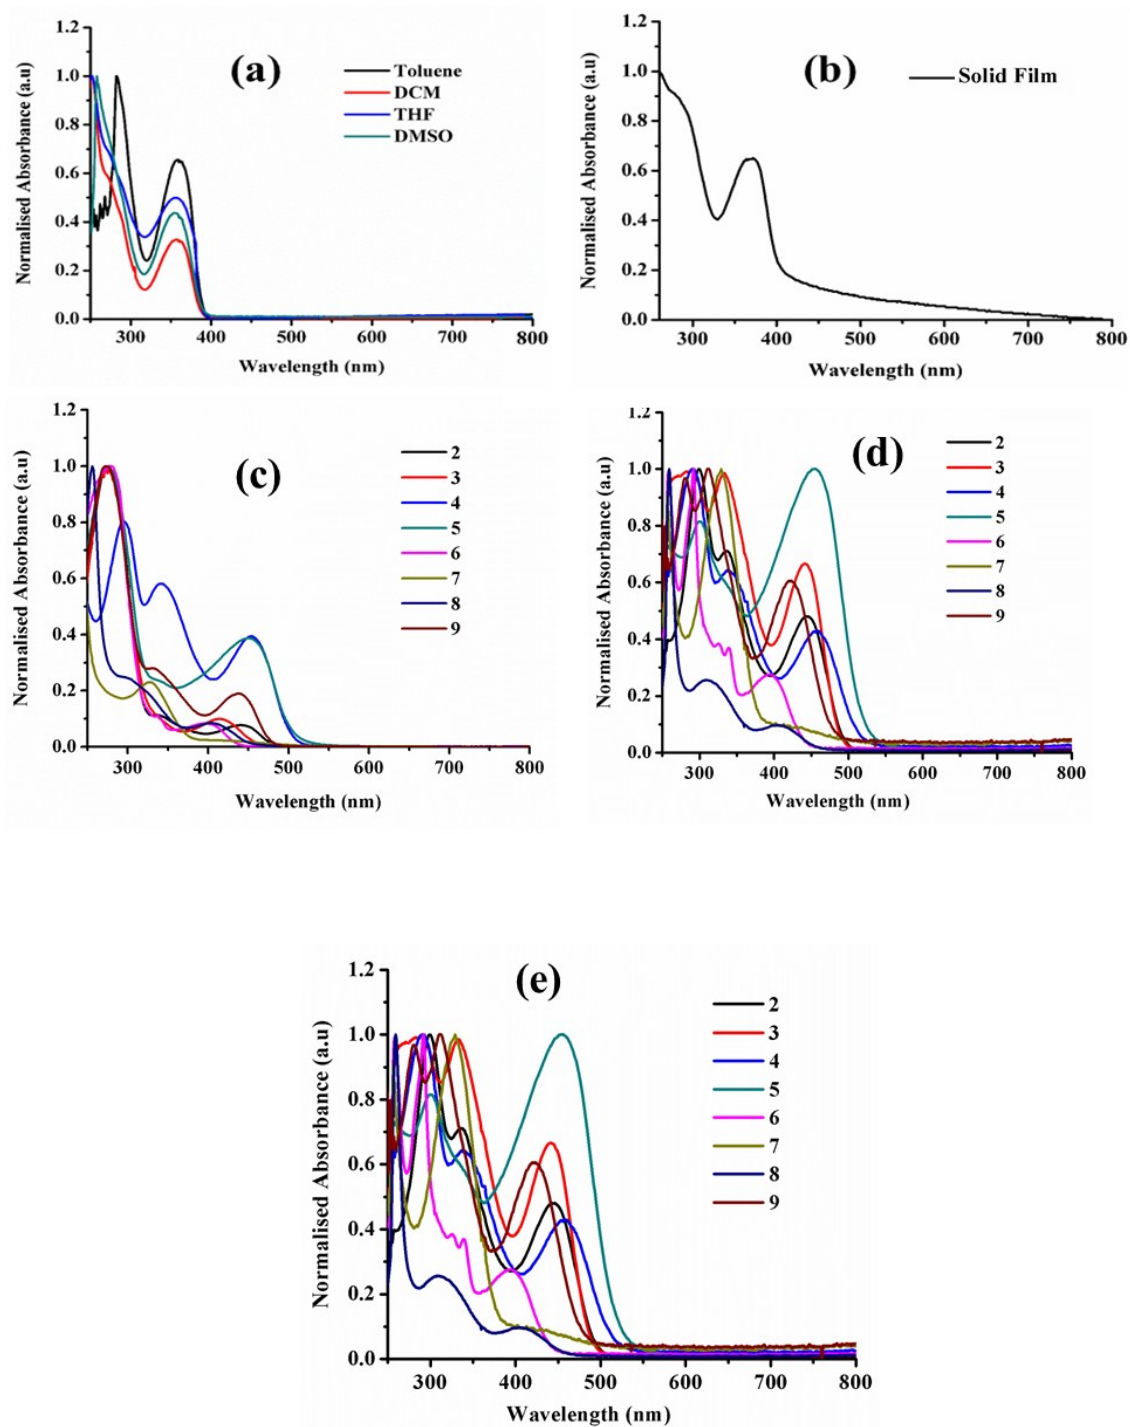 (a)
Toluene
DCM
THF
DMSO
Normalised Absorbance (a.u)
1.2
1.0
0.8
0.6
0.4
0.2
0.0
300 400 500 600 700 800
Wavelength (nm)
(b)
Solid Film
Normalised Absorbance (a.u)
1.2
1.0
0.8
0.6
0.4
0.2
0.0
300 400 500 600 700 800
Wavelength (nm)
(c)
2
3
4
5
6
7
8
9
Normalised Absorbance (a.u)
1.2
1.0
0.8
0.6
0.4
0.2
0.0
300 400 500 600 700 800
Wavelength (nm)
(d)
2
3
4
5
6
7
8
9
Normalised Absorbance (a.u)
1.2
1.0
0.8
0.6
0.4
0.2
0.0
300 400 500 600 700 800
Wavelength (nm)
(e)
2
3
4
5
6
7
8
9
Normalised Absorbance (a.u)
1.2
1.0
0.8
0.6
0.4
0.2
0.0
300 400 500 600 700 800
Wavelength (nm)